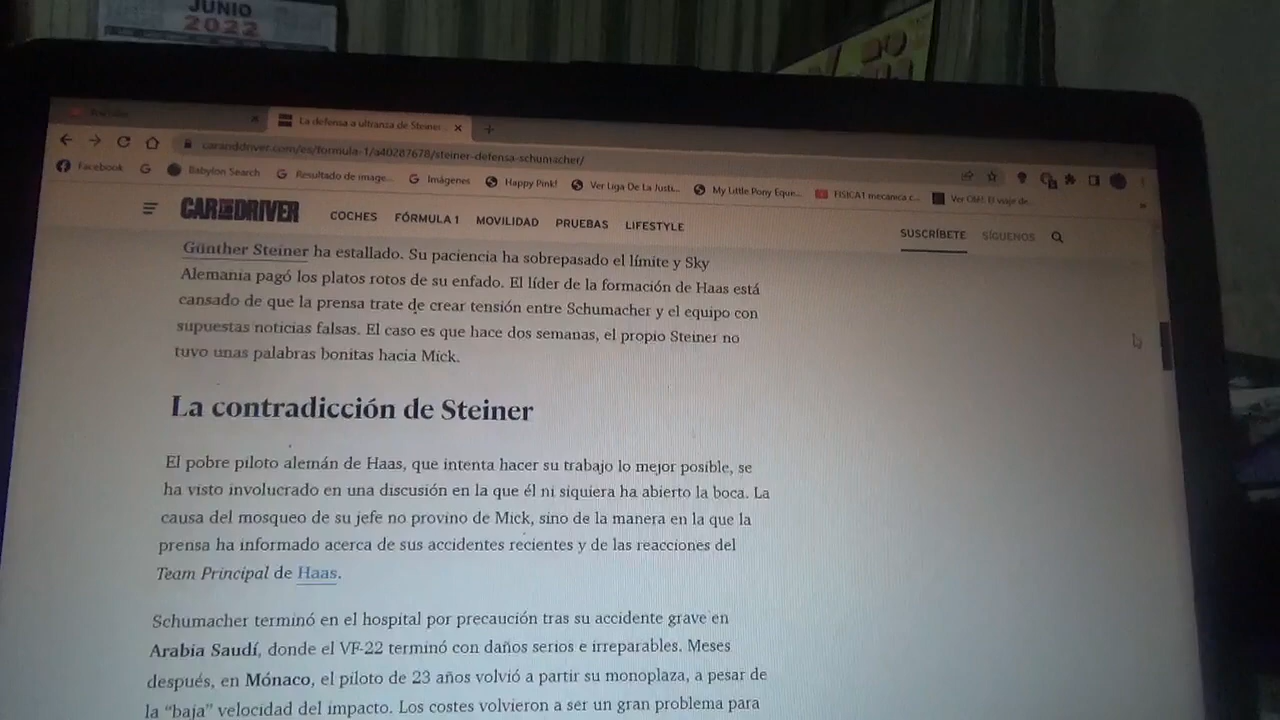 JUNIO
2022
La defensa a ultranza de Steiner
caranddriver.com/es/formula-1/a40287678/steiner-defensa-schumacher/
Facebook
Babylon Search
Resultado de image...
Imágenes
Happy Pink!
Ver Liga De La Justi...
My Little Pony Eque...
FISICA1 mecanica c...
CAR AND DRIVER
COCHES
FÓRMULA 1
MOVILIDAD
PRUEBAS
LIFESTYLE
SUSCRÍBETE
SÍGUENOS
Günther Steiner ha estallado. Su paciencia ha sobrepasado el límite y Sky
Alemania pagó los platos rotos de su enfado. El líder de la formación de Haas está
cansado de que la prensa trate de crear tensión entre Schumacher y el equipo con
supuestas noticias falsas. El caso es que hace dos semanas, el propio Steiner no
tuvo unas palabras bonitas hacia Mick.
La contradicción de Steiner
El pobre piloto alemán de Haas, que intenta hacer su trabajo lo mejor posible, se
ha visto involucrado en una discusión en la que él ni siquiera ha abierto la boca. La
causa del mosqueo de su jefe no provino de Mick, sino de la manera en la que la
prensa ha informado acerca de sus accidentes recientes y de las reacciones del
Team Principal de Haas.
Schumacher terminó en el hospital por precaución tras su accidente grave en
Arabia Saudí, donde el VF-22 terminó con daños serios e irreparables. Meses
después, en Mónaco, el piloto de 23 años volvió a partir su monoplaza, a pesar de
la “baja” velocidad del impacto. Los costes volvieron a ser un gran problema para